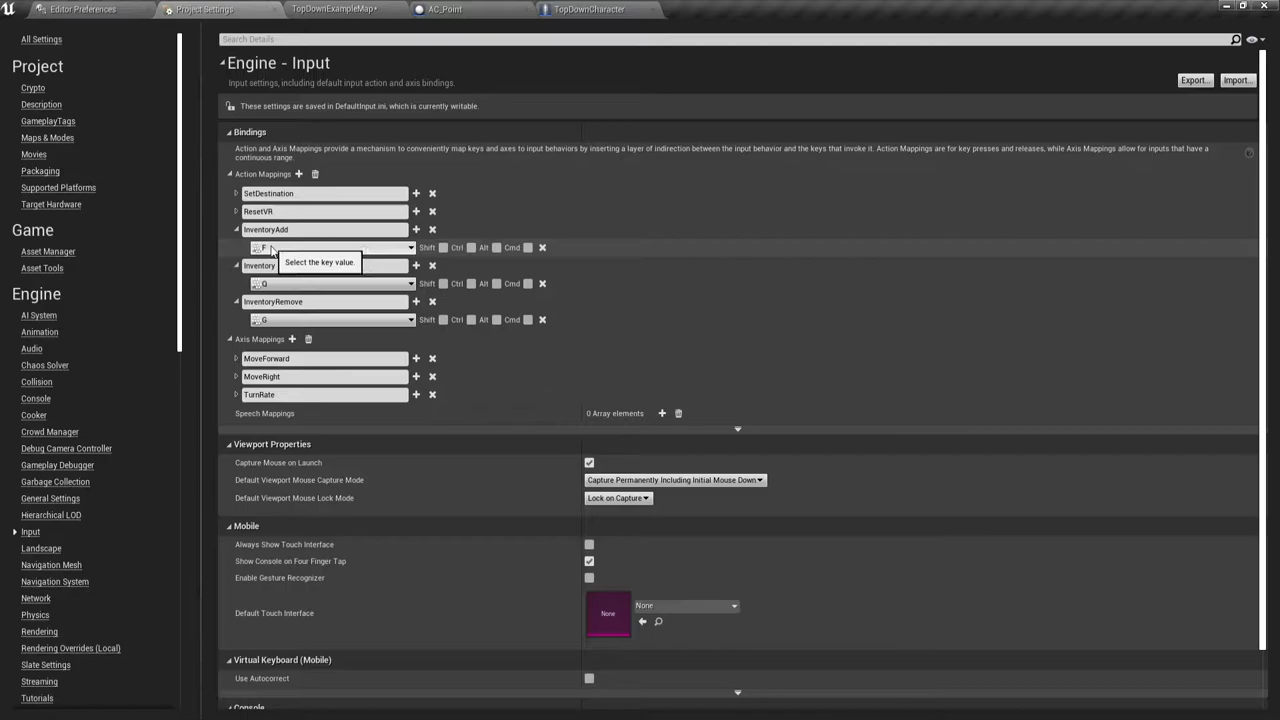 Editor Preferences
Project Settings
TopDownExampleMap*
AC_Point
TopDownCharacter
All Settings
Search Details
Project
Engine - Input
Crypto
Input settings, including default input action and axis bindings.
Export...
Import...
Description
These settings are saved in DefaultInput.ini, which is currently writable.
GameplayTags
Maps & Modes
Bindings
Movies
Action and Axis Mappings provide a mechanism to conveniently map keys and axes to input behaviors by inserting a layer of indirection between the input behavior and the keys that invoke it. Action Mappings are for key presses and releases, while Axis Mappings allow for inputs that have a
continuous range.
Packaging
Action Mappings
Supported Platforms
SetDestination
Target Hardware
ResetVR
Game
InventoryAdd
Asset Manager
F
Shift
Ctrl
Alt
Cmd
Select the key value.
Asset Tools
Inventory
Engine
Q
Shift
Ctrl
Alt
Cmd
InventoryRemove
AI System
G
Shift
Ctrl
Alt
Cmd
Animation
Axis Mappings
Audio
MoveForward
Chaos Solver
MoveRight
Collision
TurnRate
Console
Speech Mappings
0 Array elements
Cooker
Crowd Manager
Viewport Properties
Debug Camera Controller
Capture Mouse on Launch
Gameplay Debugger
Default Viewport Mouse Capture Mode
Capture Permanently Including Initial Mouse Down
Garbage Collection
Default Viewport Mouse Lock Mode
Lock on Capture
General Settings
Hierarchical LOD
Mobile
Input
Always Show Touch Interface
Landscape
Show Console on Four Finger Tap
Navigation Mesh
Enable Gesture Recognizer
Navigation System
Network
Default Touch Interface
None
None
Physics
Rendering
Rendering Overrides (Local)
Virtual Keyboard (Mobile)
Slate Settings
Use Autocorrect
Streaming
Tutorials
Console